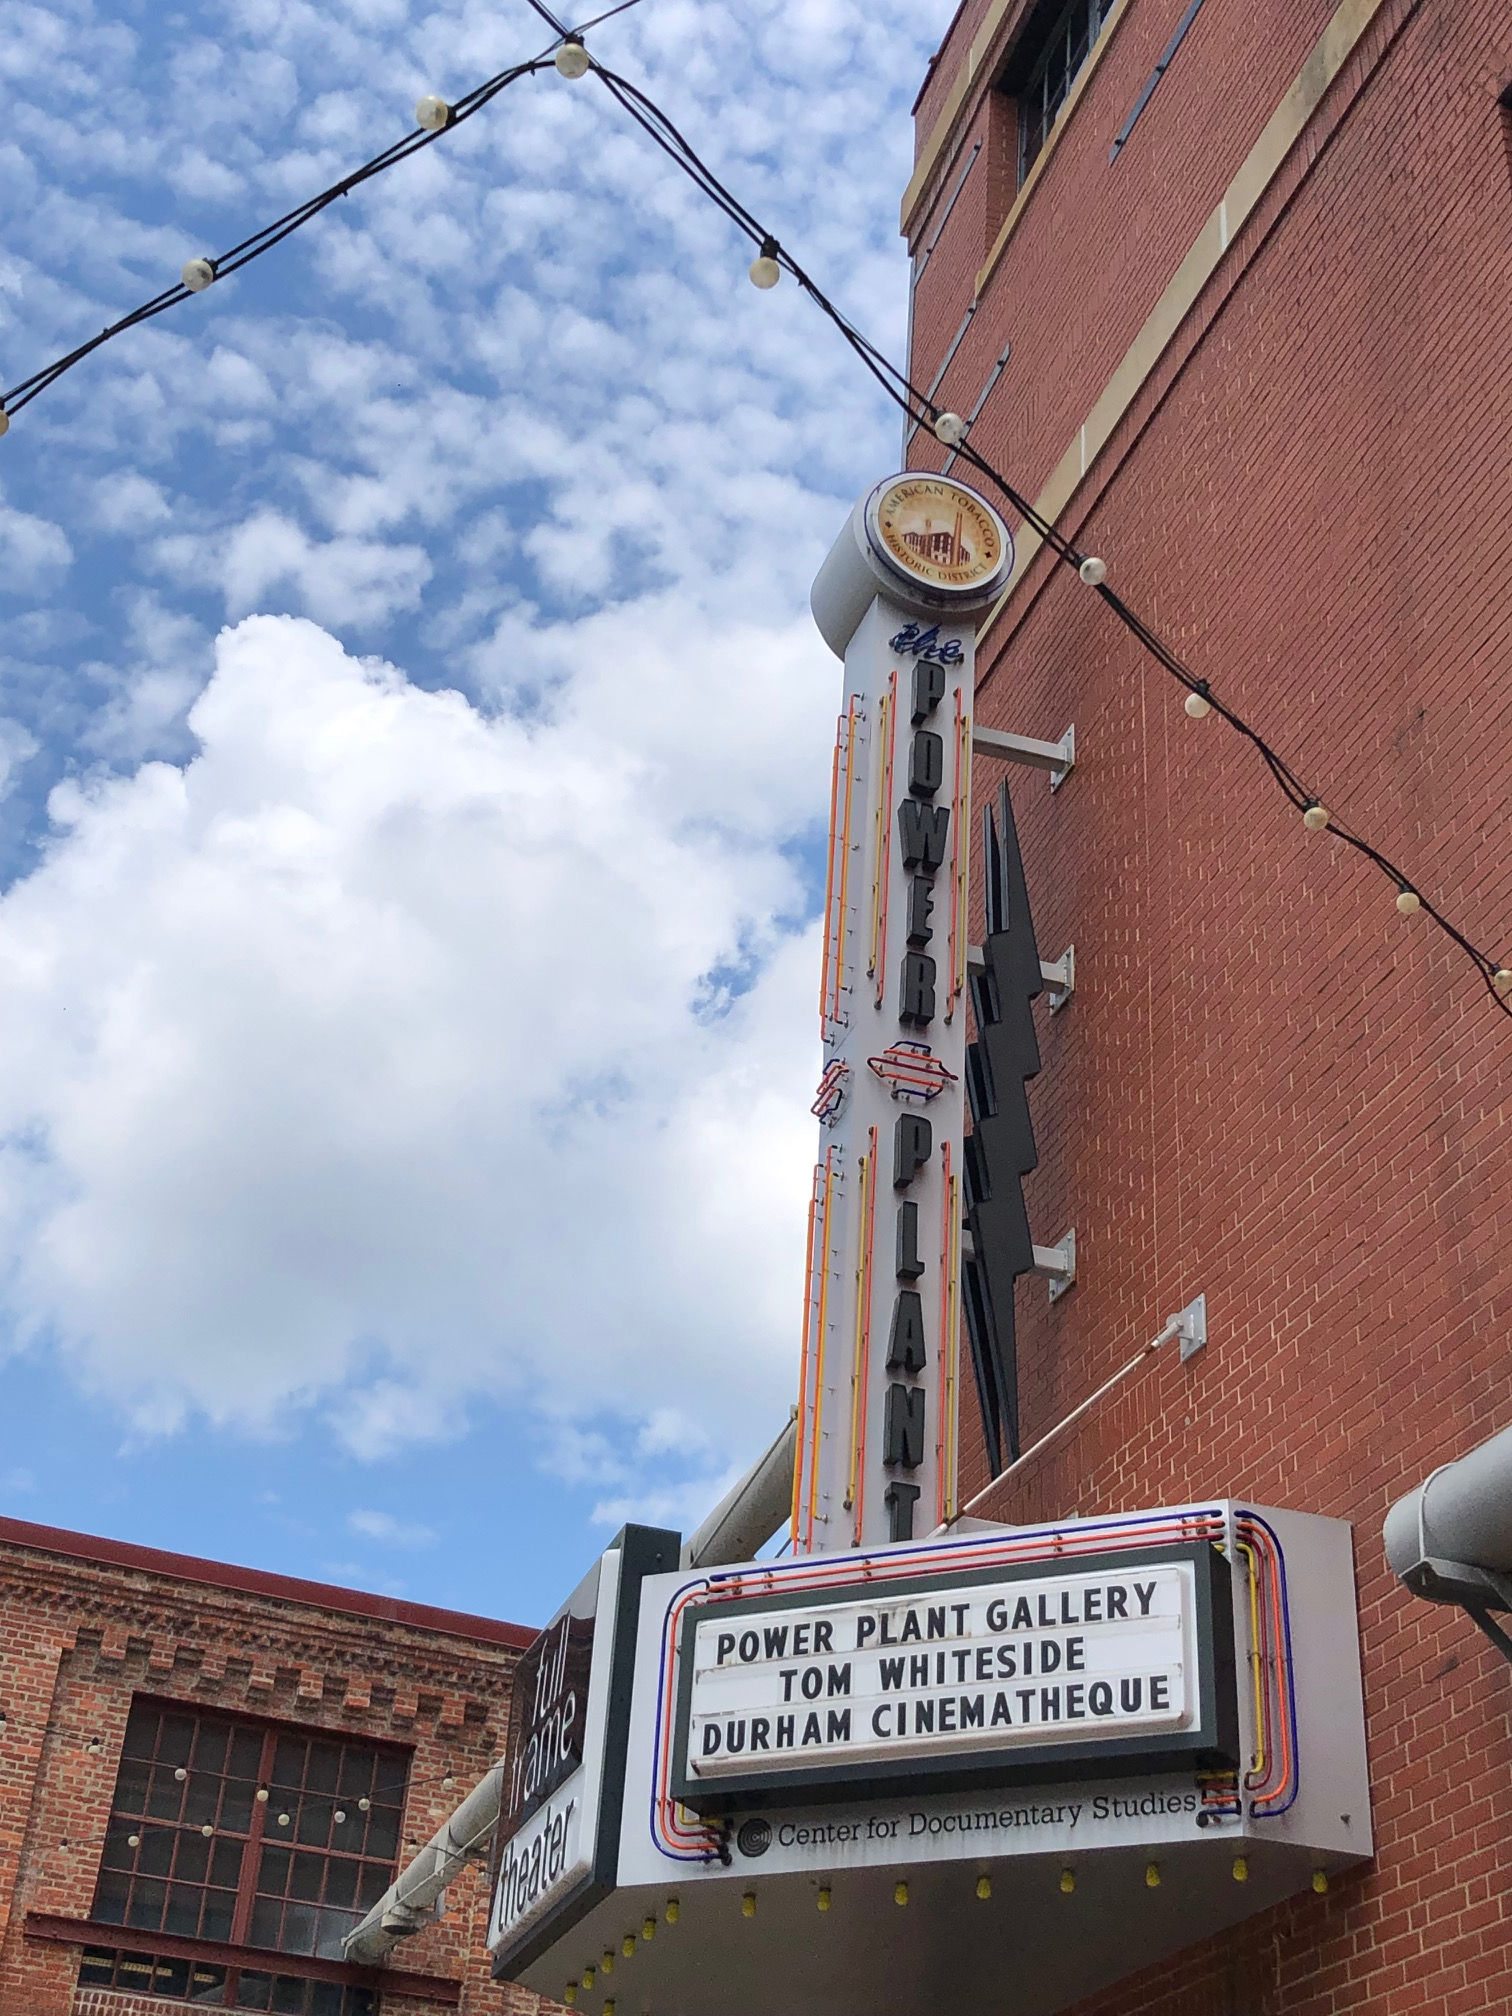 AMERICAN TOBACCO
HISTORIC DISTRICT
the
POWER
PLANT
full
frame
theater
POWER PLANT GALLERY
TOM WHITESIDE
DURHAM CINEMATHEQUE
Center for Documentary Studies